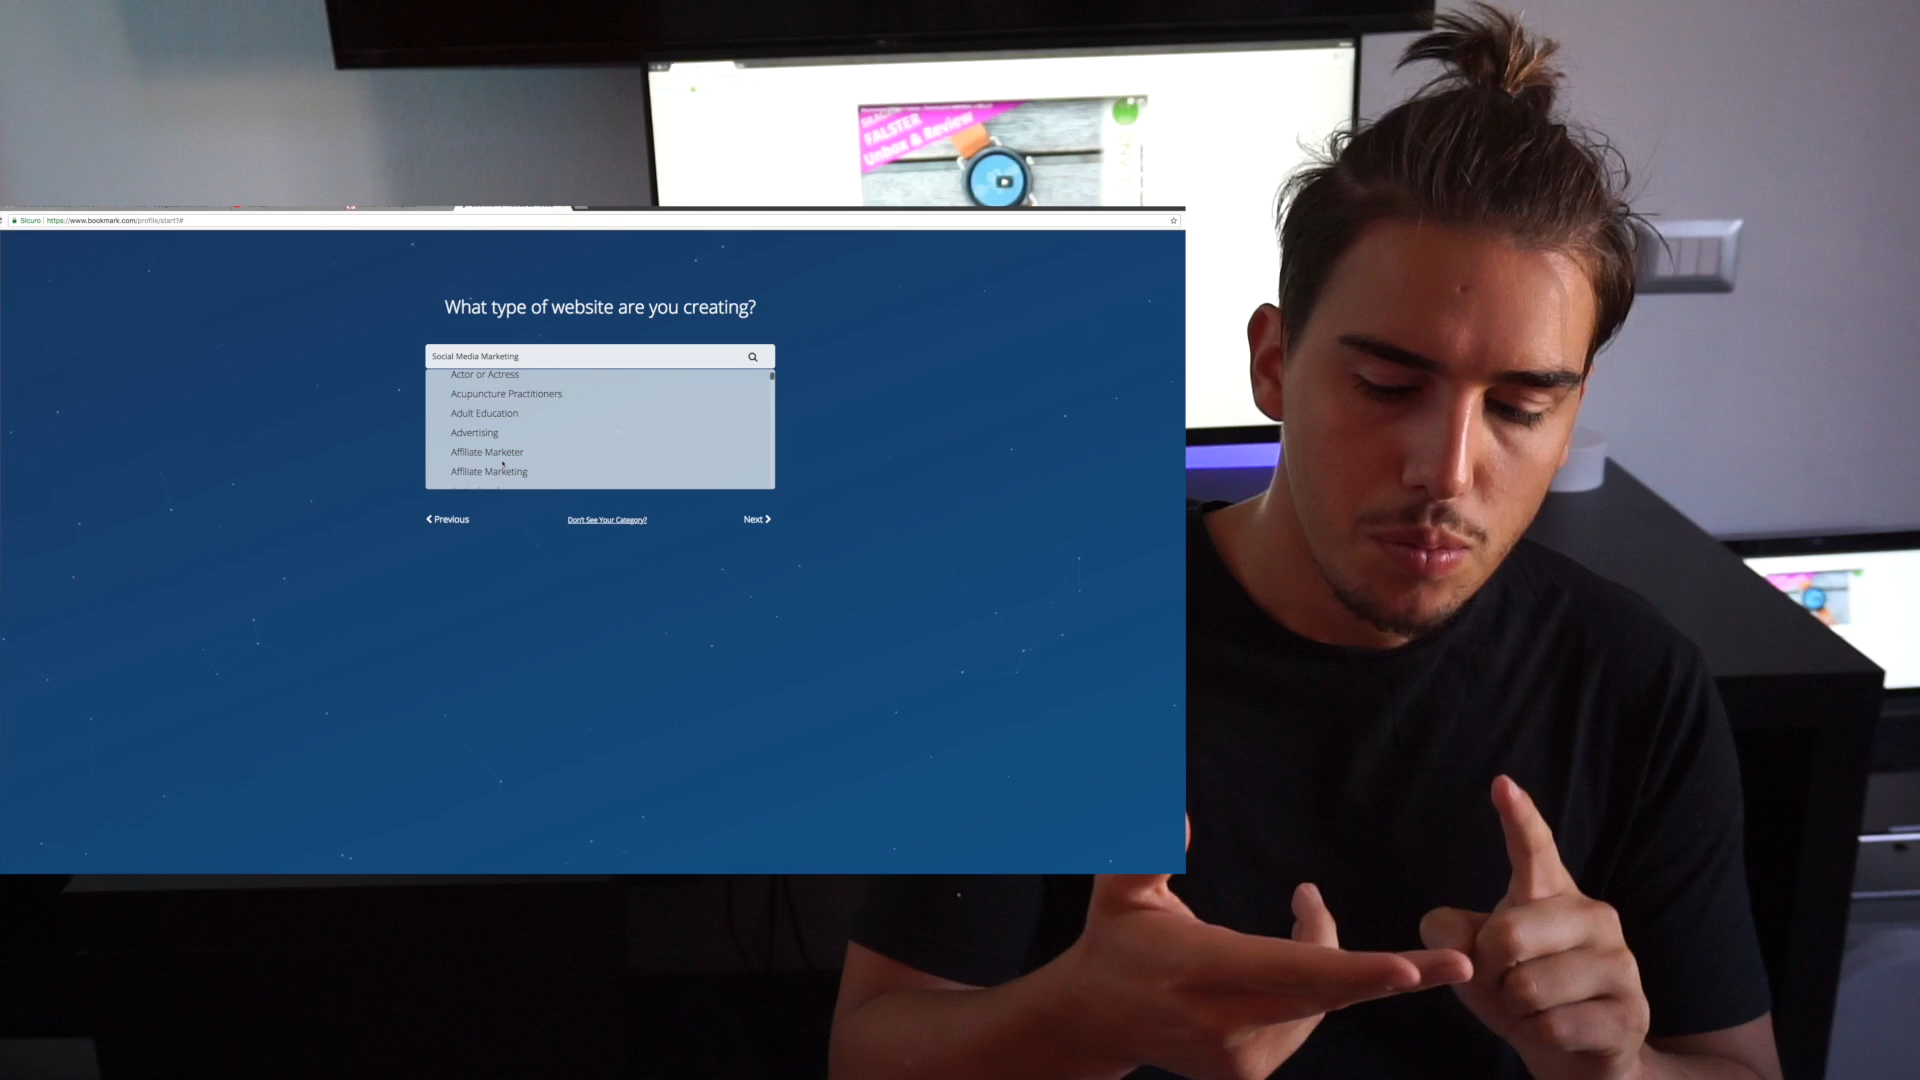 FALSTER
Unbox & Review
Sicuro https://www.bookmark.com/profile/start?#
What type of website are you creating?
Social Media Marketing
Actor or Actress
Acupuncture Practitioners
Adult Education
Advertising
Affiliate Marketer
Affiliate Marketing
Previous
Don't See Your Category?
Next